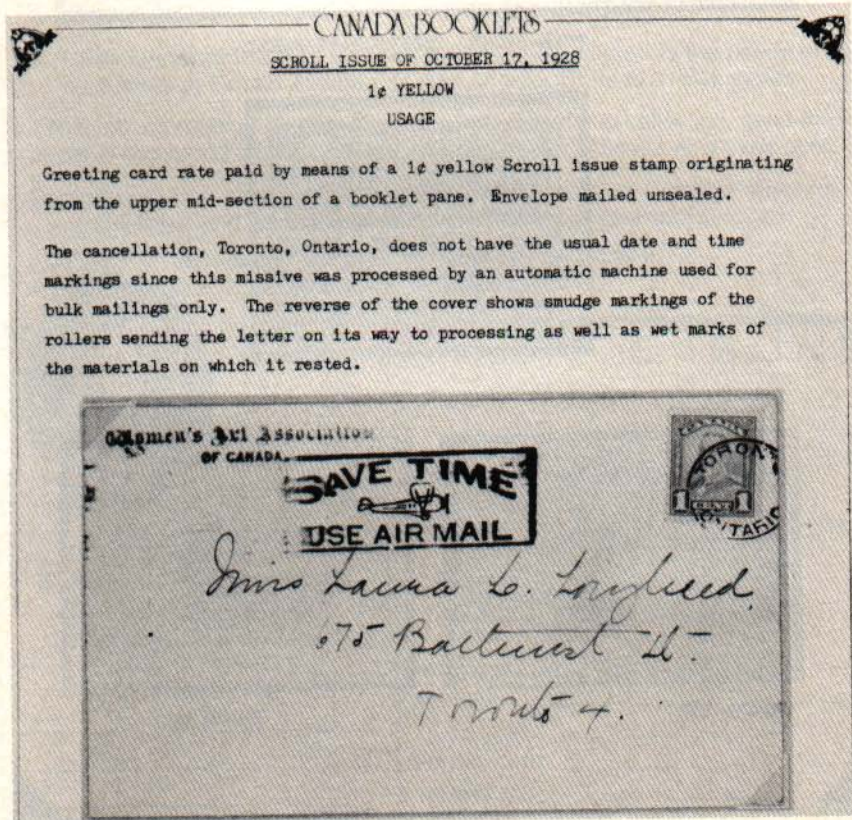 CANADA BOOKLETS
SCROLL ISSUE OF OCTOBER 17, 1928
1¢ YELLOW
USAGE
Greeting card rate paid by means of a 1¢ yellow Scroll issue stamp originating
from the upper mid-section of a booklet pane. Envelope mailed unsealed.
The cancellation, Toronto, Ontario, does not have the usual date and time
markings since this missive was processed by an automatic machine used for
bulk mailings only. The reverse of the cover shows smudge markings of the
rollers sending the letter on its way to processing as well as wet marks of
the materials on which it rested.
Women's Art Association
OF CANADA
SAVE TIME
USE AIR MAIL
TORONTO
1 1
ONTARIO
Miss Laura L. Lougheed
675 Bathurst St.
Toronto 4.